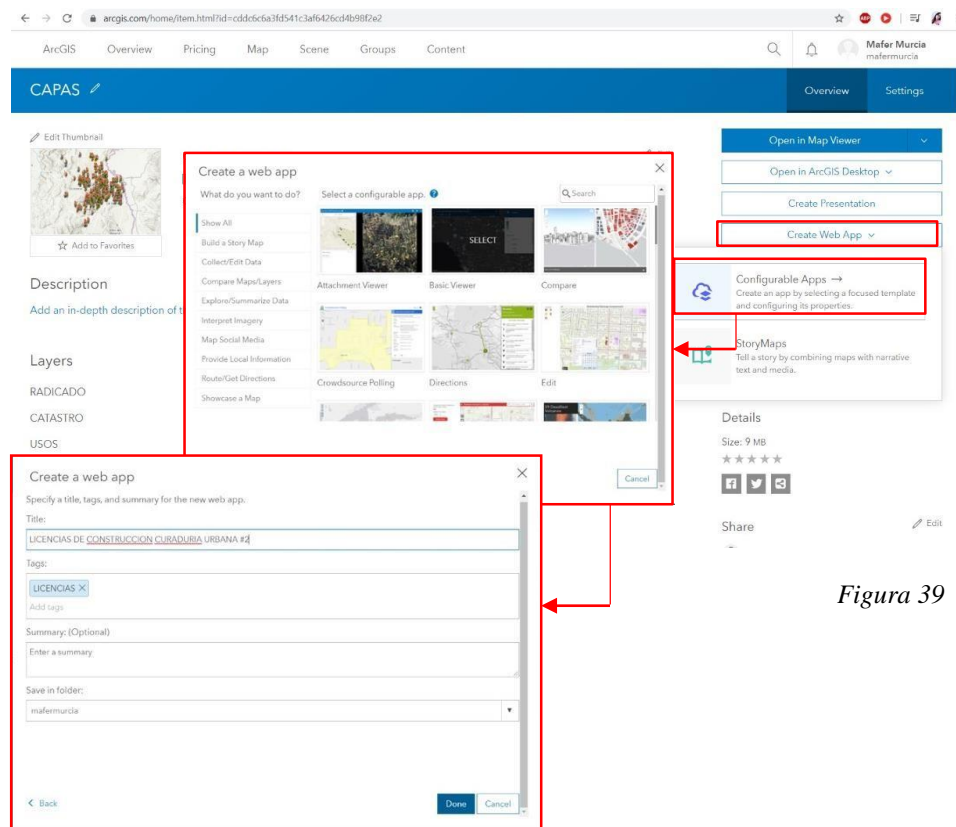 arcgis.com/home/item.html?id=cddc6c6a3fd541c3af6426cd4b98f2e2
ArcGIS Overview Pricing Map Scene Groups Content Mafer Murcia
mafermurcia
CAPAS Overview Settings
Edit Thumbnail
Add to Favorites
Description
Add an in-depth description of t
Layers
RADICADO
CATASTRO
USOS
Open in Map Viewer
Open in ArcGIS Desktop
Create Presentation
Create Web App
Configurable Apps →
Create an app by selecting a focused template
and configuring its properties.
StoryMaps
Tell a story by combining maps with narrative
text and media.
Details
Size: 9 MB
Share Edit
Create a web app
What do you want to do? Select a configurable app. Search
Show All
Build a Story Map
Collect/Edit Data
Compare Maps/Layers
Explore/Summarize Data
Interpret Imagery
Map Social Media
Provide Local Information
Route/Get Directions
Showcase a Map
SELECT
Attachment Viewer Basic Viewer Compare
Crowdsource Polling Directions Edit
Cancel
Create a web app
Specify a title, tags, and summary for the new web app.
Title:
LICENCIAS DE CONSTRUCCION CURADURIA URBANA #2
Tags:
LICENCIAS
Add tags
Summary: (Optional)
Enter a summary
Save in folder:
mafermurcia
Back Done Cancel
Figura 39